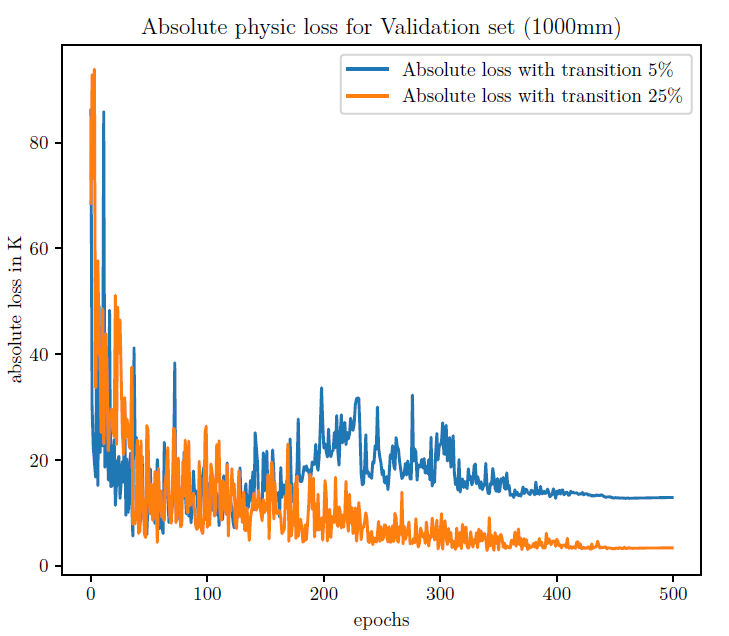 Absolute physic loss for Validation set (1000mm)
Absolute loss with transition 5%
Absolute loss with transition 25%
absolute loss in K
80
60
40
20
0
0 100 200 300 400 500
epochs